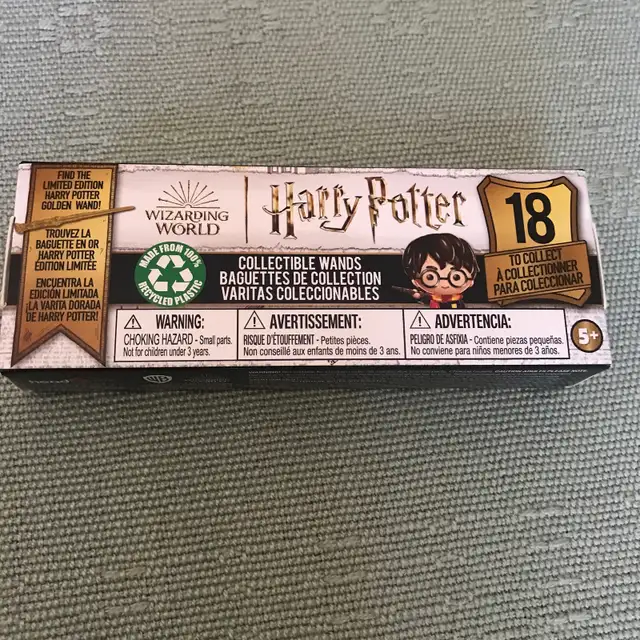 FIND THE
LIMITED EDITION
HARRY POTTER
GOLDEN WAND!
TROUVEZ LA
BAGUETTE EN OR
HARRY POTTER
ÉDITION LIMITÉE
ENCUENTRA LA
EDICIÓN LIMITADA
LA VARITA DORADA
DE HARRY POTTER!
WIZARDING
WORLD
Harry Potter
MADE FROM 100%
RECYCLED PLASTIC
COLLECTIBLE WANDS
BAGUETTES DE COLLECTION
VARITAS COLECCIONABLES
18
TO COLLECT
À COLLECTIONNER
PARA COLECCIONAR
WARNING:
CHOKING HAZARD - Small parts.
Not for children under 3 years.
AVERTISSEMENT:
RISQUE D'ÉTOUFFEMENT - Petites pièces.
Non conseillé aux enfants de moins de 3 ans.
ADVERTENCIA:
PELIGRO DE ASFIXIA - Contiene piezas pequeñas.
No conviene para niños menores de 3 años.
5+
WB